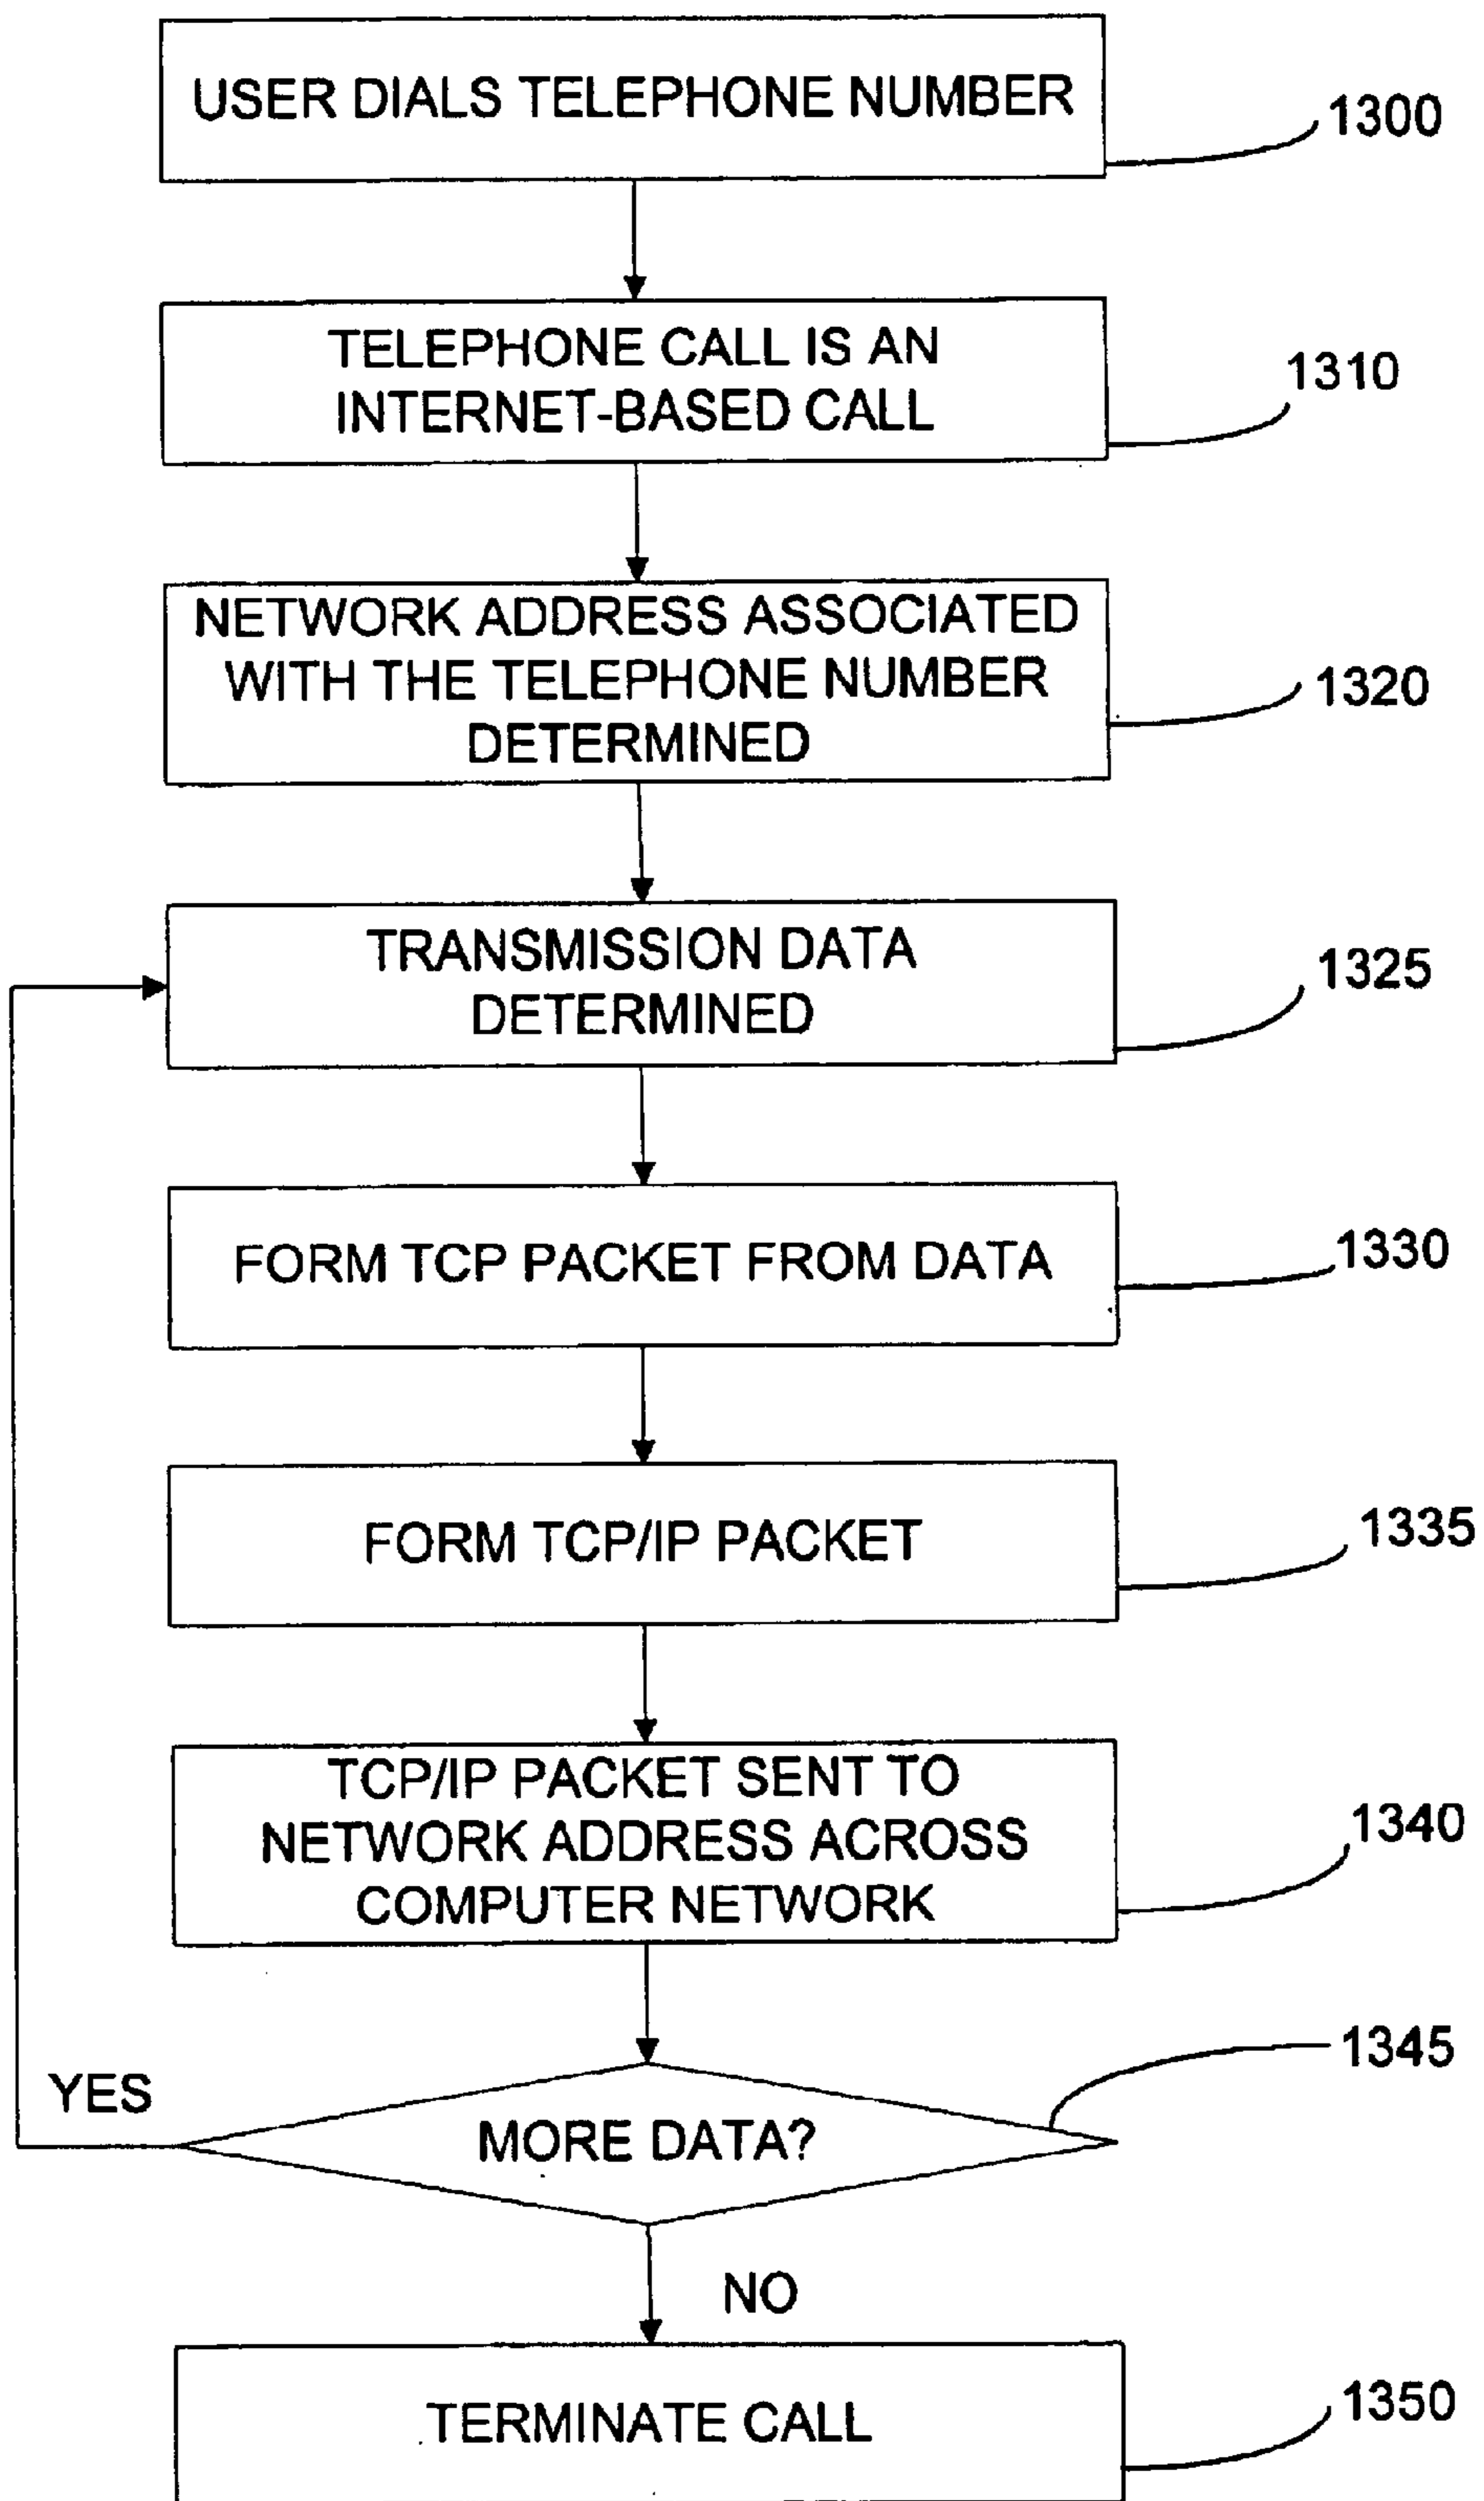 USER DIALS TELEPHONE NUMBER
1300
TELEPHONE CALL IS AN
INTERNET-BASED CALL
1310
NETWORK ADDRESS ASSOCIATED
WITH THE TELEPHONE NUMBER
DETERMINED
1320
TRANSMISSION DATA
DETERMINED
1325
FORM TCP PACKET FROM DATA
1330
FORM TCP/IP PACKET
1335
TCP/IP PACKET SENT TO
NETWORK ADDRESS ACROSS
COMPUTER NETWORK
1340
1345
YES
MORE DATA?
NO
TERMINATE CALL
1350